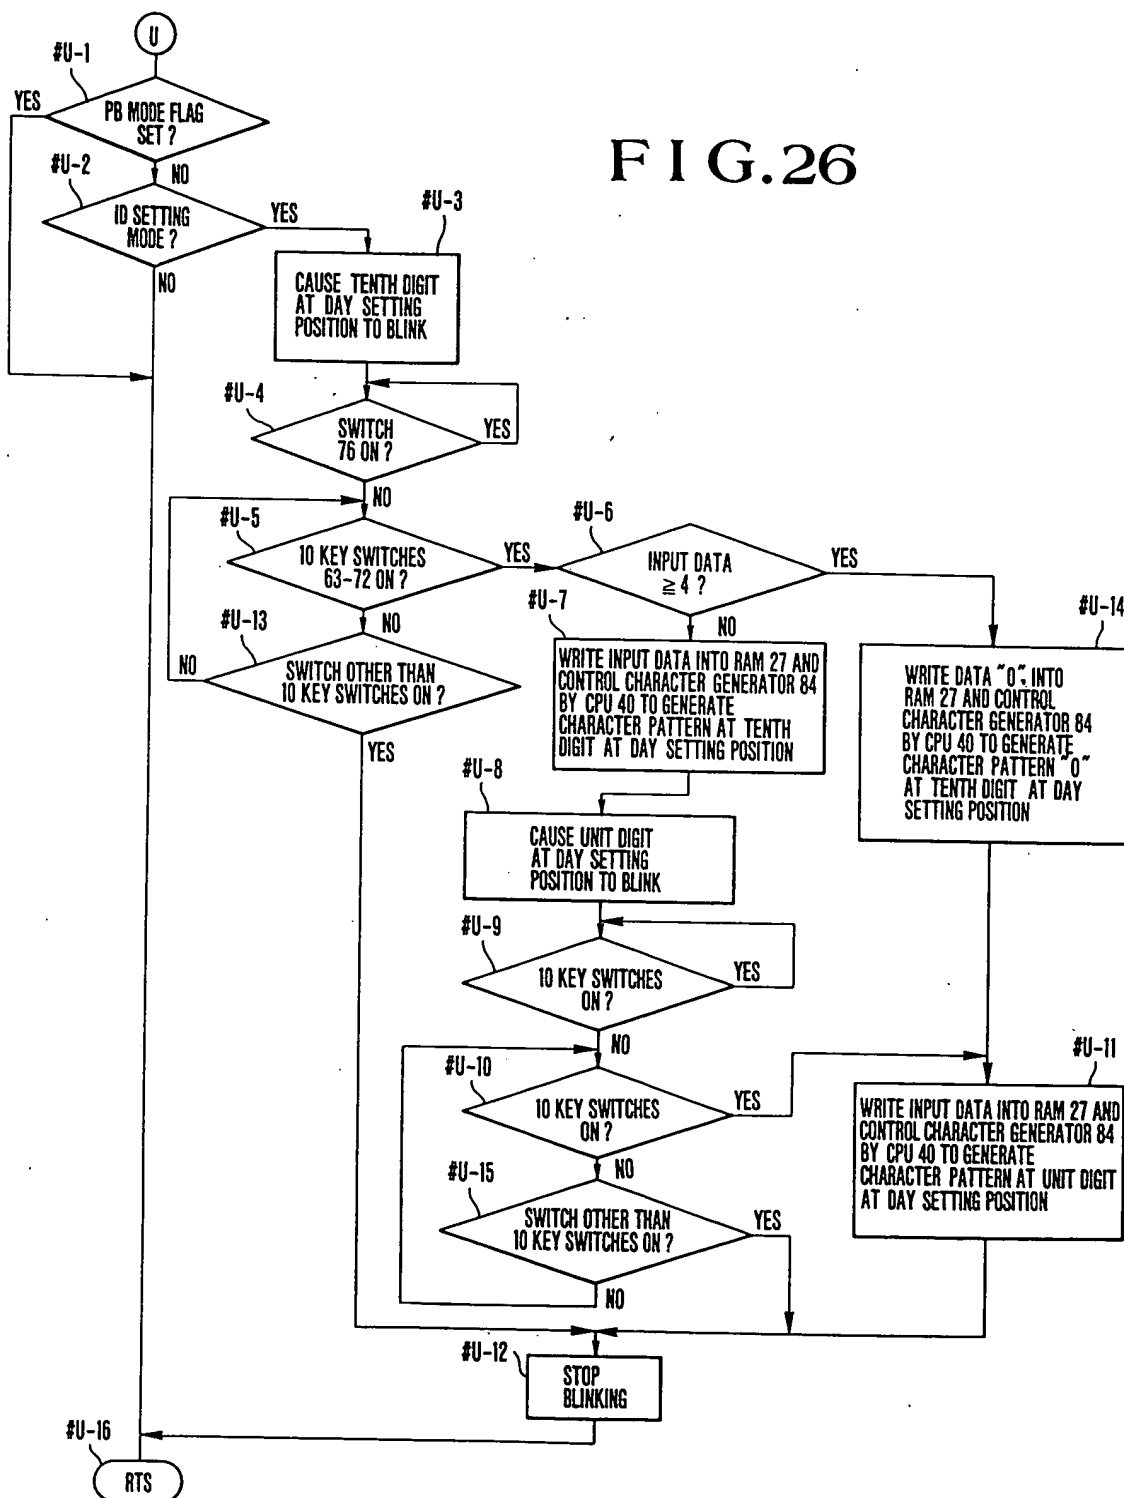 U
#U-1
YES
PB MODE FLAG
SET ?
FIG.26
#U-2
NO
ID SETTING
MODE ?
YES
NO
#U-3
CAUSE TENTH DIGIT
AT DAY SETTING
POSITION TO BLINK
#U-4
SWITCH
76 ON ?
YES
NO
#U-5
10 KEY SWITCHES
63-72 ON ?
YES
NO
#U-6
INPUT DATA
≧ 4 ?
YES
NO
#U-13
NO
SWITCH OTHER THAN
10 KEY SWITCHES ON ?
YES
#U-7
WRITE INPUT DATA INTO RAM 27 AND
CONTROL CHARACTER GENERATOR 84
BY CPU 40 TO GENERATE
CHARACTER PATTERN AT TENTH
DIGIT AT DAY SETTING POSITION
#U-14
WRITE DATA "0", INTO
RAM 27 AND CONTROL
CHARACTER GENERATOR 84
BY CPU 40 TO GENERATE
CHARACTER PATTERN "0"
AT TENTH DIGIT AT DAY
SETTING POSITION
#U-8
CAUSE UNIT DIGIT
AT DAY SETTING
POSITION TO BLINK
#U-9
10 KEY SWITCHES
ON ?
YES
NO
#U-10
10 KEY SWITCHES
ON ?
YES
NO
#U-11
WRITE INPUT DATA INTO RAM 27 AND
CONTROL CHARACTER GENERATOR 84
BY CPU 40 TO GENERATE
CHARACTER PATTERN AT UNIT DIGIT
AT DAY SETTING POSITION
#U-15
SWITCH OTHER THAN
10 KEY SWITCHES ON ?
YES
NO
#U-12
STOP
BLINKING
#U-16
RTS